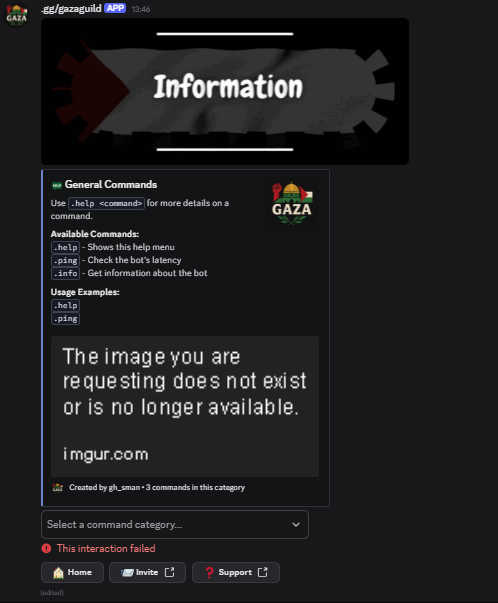 .gg/gazaguild APP 13:46
GAZA
Information
HELP General Commands
Use .help <command> for more details on a
command.
GAZA
Available Commands:
.help - Shows this help menu
.ping - Check the bot's latency
.info - Get information about the bot
Usage Examples:
.help
.ping
The image you are
requesting does not exist
or is no longer available.
imgur.com
Created by gh_sman • 3 commands in this category
Select a command category...
This interaction failed
Home Invite Support
(edited)